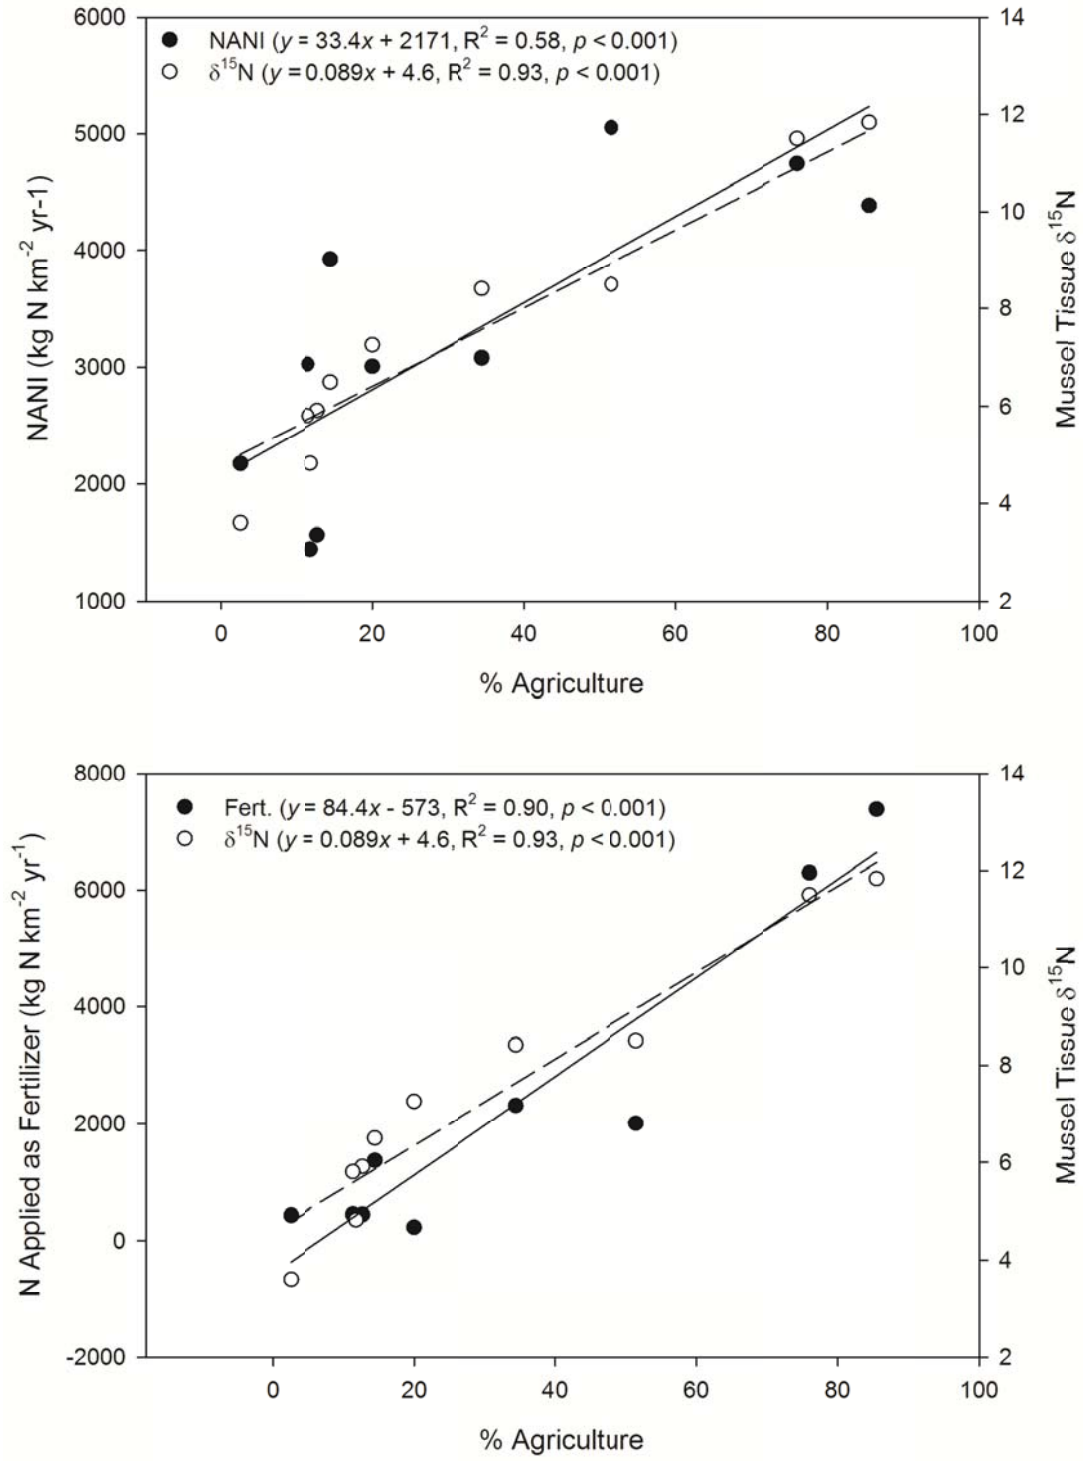 6000
14
NANI (y = 33.4x + 2171, R² = 0.58, p < 0.001)
δ¹⁵N (y = 0.089x + 4.6, R² = 0.93, p < 0.001)
5000
12
4000
10
3000
8
2000
6
1000
4
2
NANI (kg N km⁻² yr-1)
Mussel Tissue δ¹⁵N
0 20 40 60 80 100
% Agriculture
8000
14
Fert. (y = 84.4x - 573, R² = 0.90, p < 0.001)
δ¹⁵N (y = 0.089x + 4.6, R² = 0.93, p < 0.001)
6000
12
4000
10
2000
8
0
6
-2000
4
2
N Applied as Fertilizer (kg N km⁻² yr⁻¹)
Mussel Tissue δ¹⁵N
0 20 40 60 80 100
% Agriculture